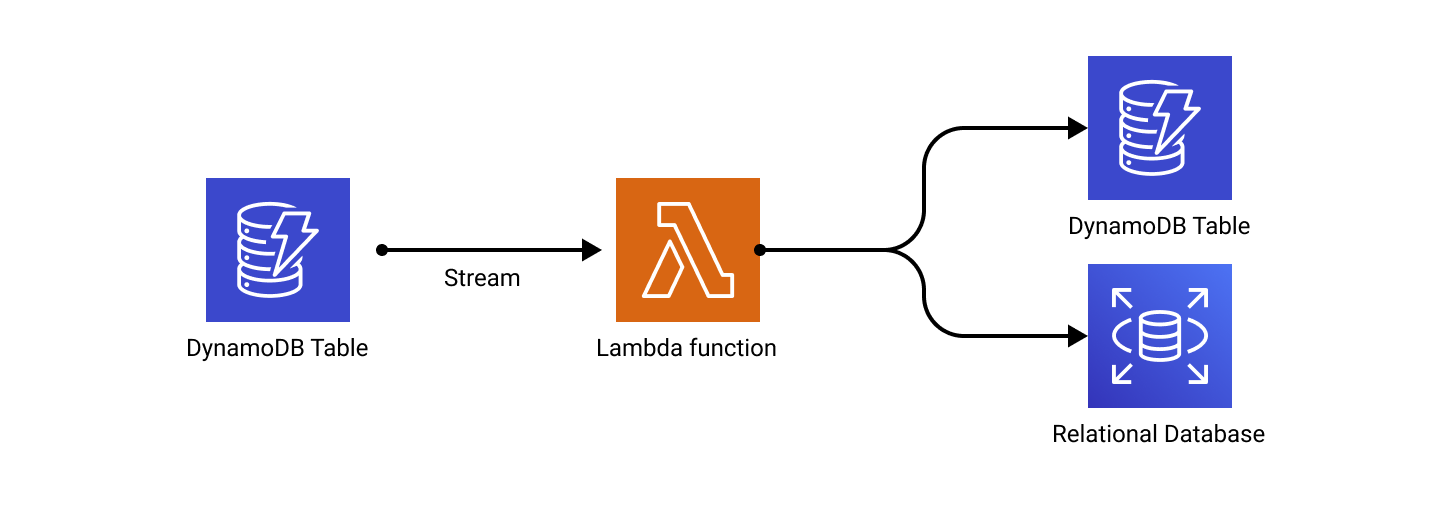 DynamoDB Table
Stream
Lambda function
DynamoDB Table
Relational Database